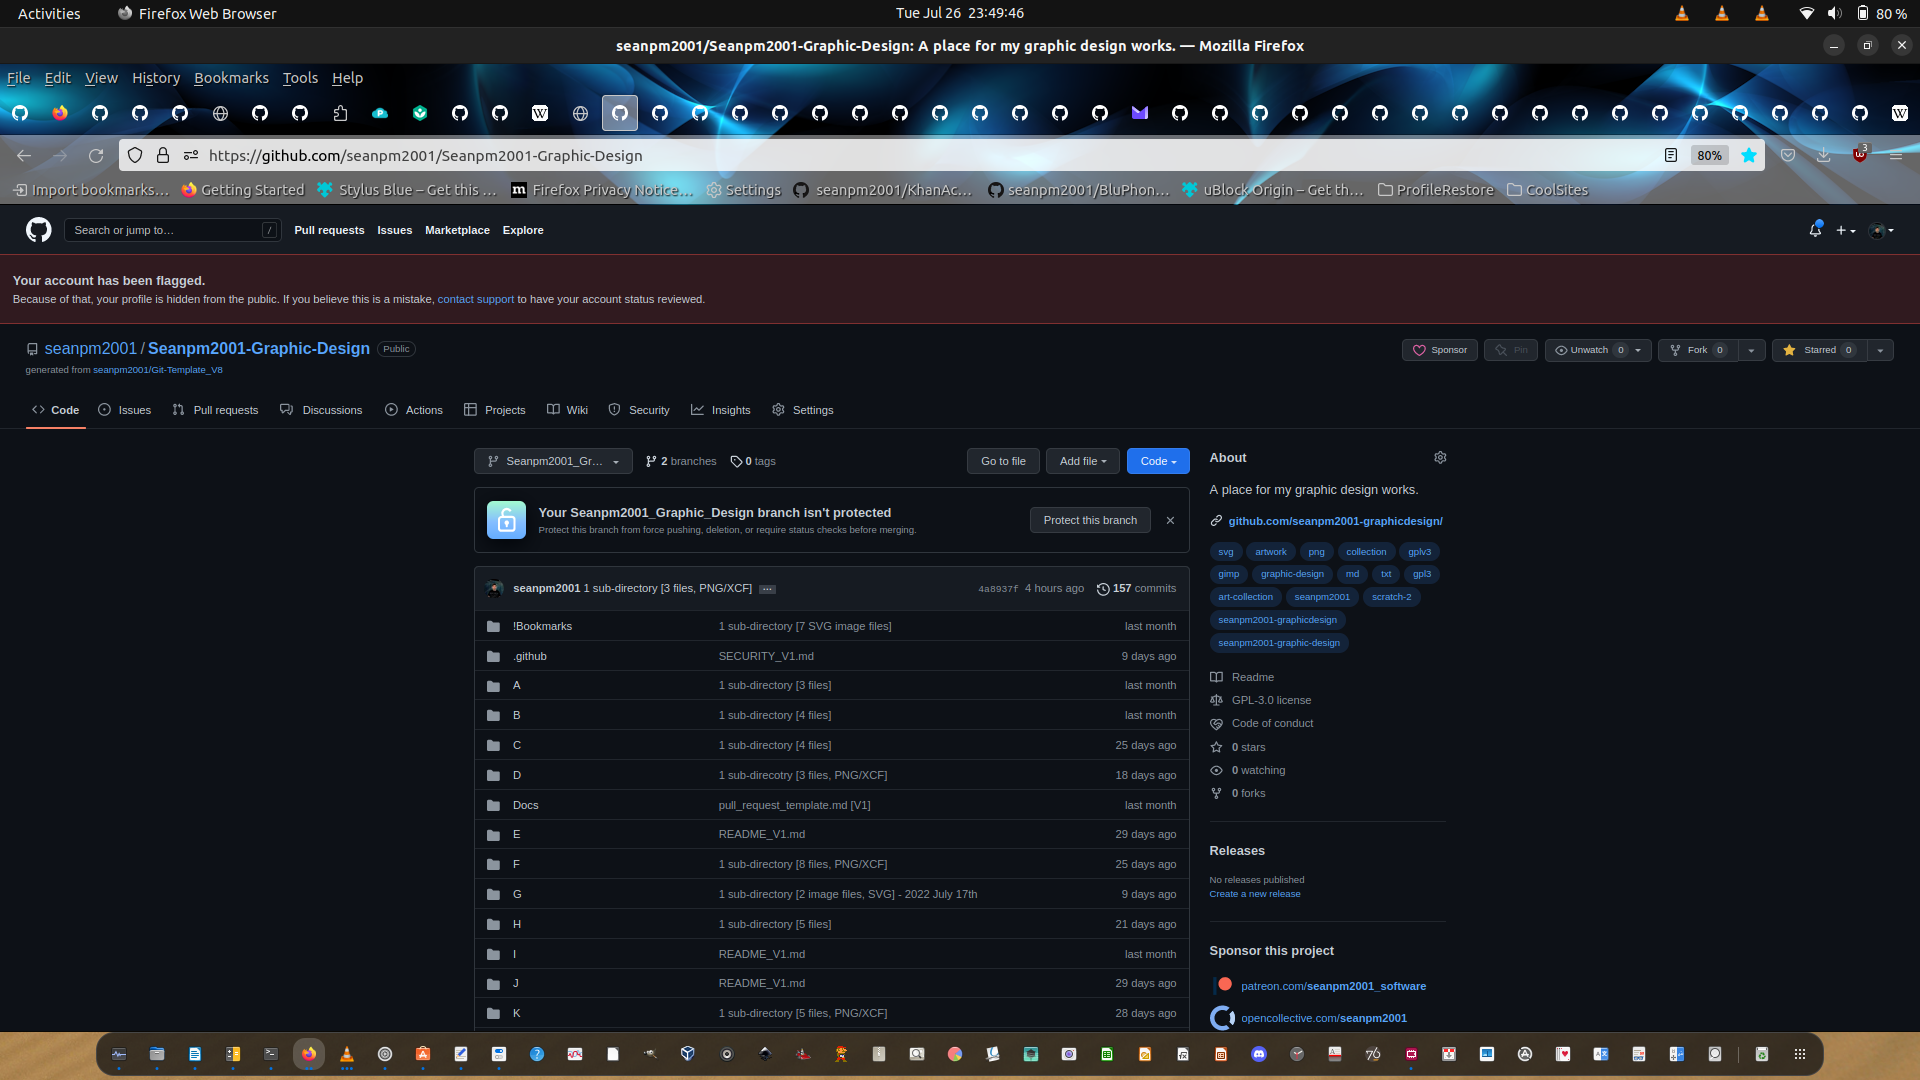 Activities Firefox Web Browser Tue Jul 26 23:49:46 80 %
seanpm2001/Seanpm2001-Graphic-Design: A place for my graphic design works. — Mozilla Firefox
File Edit View History Bookmarks Tools Help
https://github.com/seanpm2001/Seanpm2001-Graphic-Design 80% 3
Import bookmarks… Getting Started Stylus Blue – Get this … Firefox Privacy Notice… Settings seanpm2001/KhanAc… seanpm2001/BluPhon… uBlock Origin – Get th… ProfileRestore CoolSites
Search or jump to… / Pull requests Issues Marketplace Explore
Your account has been flagged.
Because of that, your profile is hidden from the public. If you believe this is a mistake, contact support to have your account status reviewed.
seanpm2001 / Seanpm2001-Graphic-Design Public
Sponsor Pin Unwatch 0 Fork 0 Starred 0
generated from seanpm2001/Git-Template_V8
Code Issues Pull requests Discussions Actions Projects Wiki Security Insights Settings
Seanpm2001_Gr… 2 branches 0 tags Go to file Add file Code
Your Seanpm2001_Graphic_Design branch isn't protected
Protect this branch from force pushing, deletion, or require status checks before merging.
Protect this branch
seanpm2001 1 sub-directory [3 files, PNG/XCF] … 4a8937f 4 hours ago 157 commits
!Bookmarks 1 sub-directory [7 SVG image files] last month
.github SECURITY_V1.md 9 days ago
A 1 sub-directory [3 files] last month
B 1 sub-directory [4 files] last month
C 1 sub-directory [4 files] 25 days ago
D 1 sub-direcotry [3 files, PNG/XCF] 18 days ago
Docs pull_request_template.md [V1] last month
E README_V1.md 29 days ago
F 1 sub-directory [8 files, PNG/XCF] 25 days ago
G 1 sub-directory [2 image files, SVG] - 2022 July 17th 9 days ago
H 1 sub-directory [5 files] 21 days ago
I README_V1.md last month
J README_V1.md 29 days ago
K 1 sub-directory [5 files, PNG/XCF] 28 days ago
About
A place for my graphic design works.
github.com/seanpm2001-graphicdesign/
svg artwork png collection gplv3
gimp graphic-design md txt gpl3
art-collection seanpm2001 scratch-2
seanpm2001-graphicdesign
seanpm2001-graphic-design
Readme
GPL-3.0 license
Code of conduct
0 stars
0 watching
0 forks
Releases
No releases published
Create a new release
Sponsor this project
patreon.com/seanpm2001_software
opencollective.com/seanpm2001